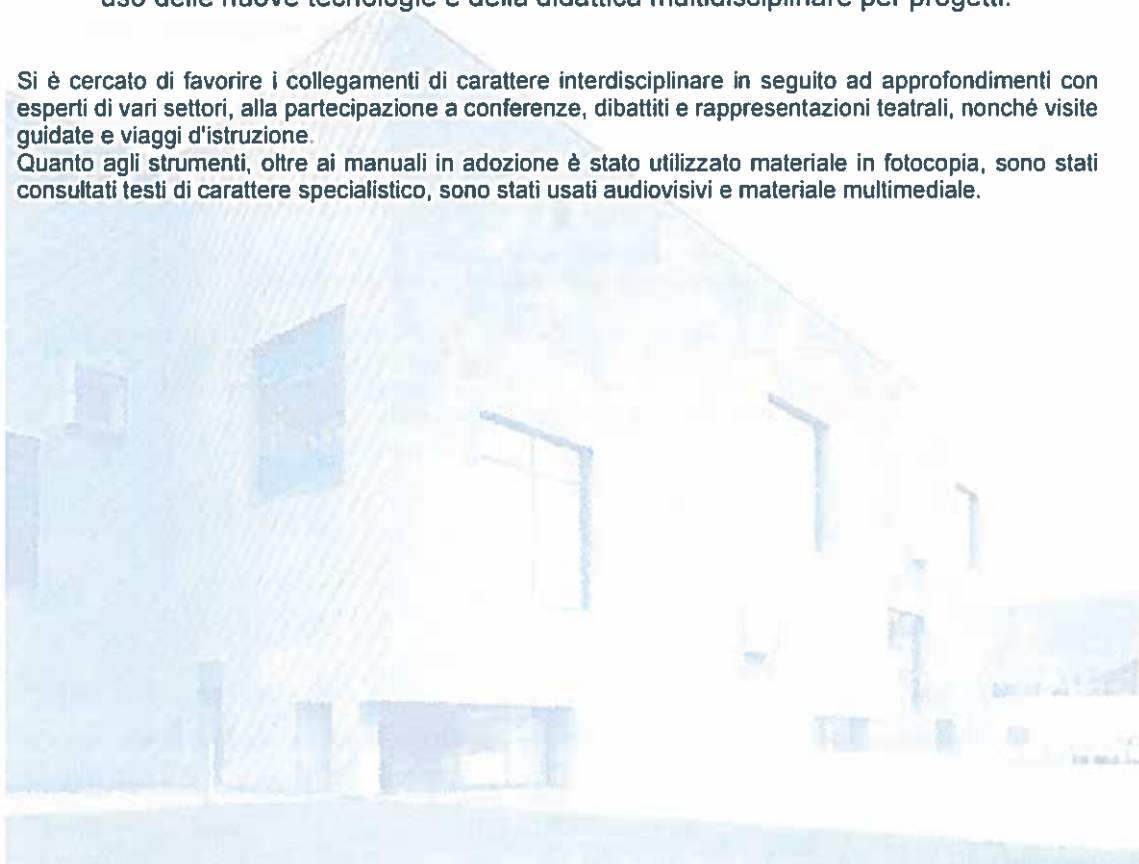 uso delle nuove tecnologie e della didattica multidisciplinare per progetti.
Si è cercato di favorire i collegamenti di carattere interdisciplinare in seguito ad approfondimenti con
esperti di vari settori, alla partecipazione a conferenze, dibattiti e rappresentazioni teatrali, nonché visite
guidate e viaggi d'istruzione.
Quanto agli strumenti, oltre ai manuali in adozione è stato utilizzato materiale in fotocopia, sono stati
consultati testi di carattere specialistico, sono stati usati audiovisivi e materiale multimediale.